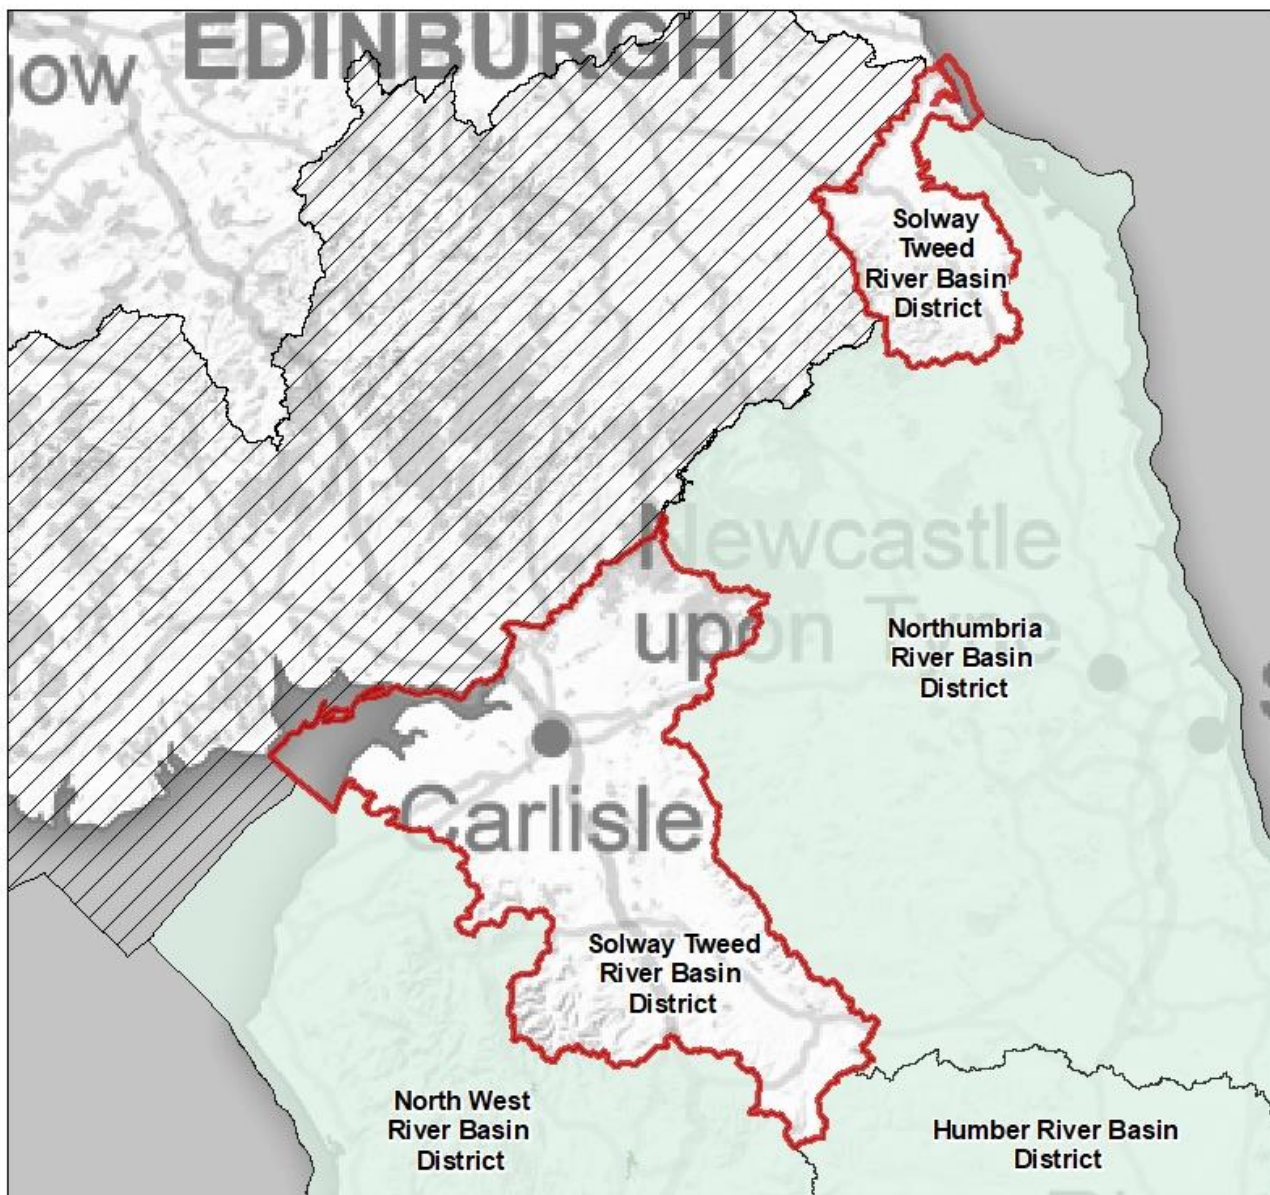 EDINBURGH
Solway
Tweed
River Basin
District
Newcastle
upon Tyne
Northumbria
River Basin
District
Carlisle
Solway Tweed
River Basin
District
North West
River Basin
District
Humber River Basin
District